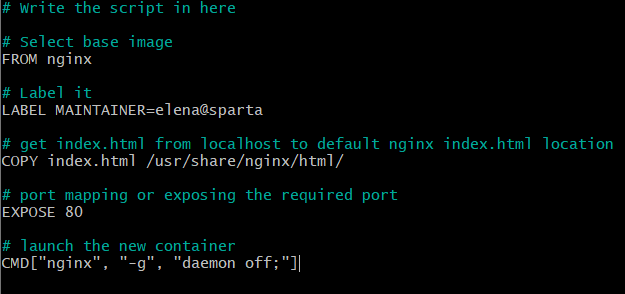 # Write the script in here
# Select base image
FROM nginx
# Label it
LABEL MAINTAINER=elena@sparta
# get index.html from localhost to default nginx index.html location
COPY index.html /usr/share/nginx/html/
# port mapping or exposing the required port
EXPOSE 80
# launch the new container
CMD["nginx", "-g", "daemon off;"]